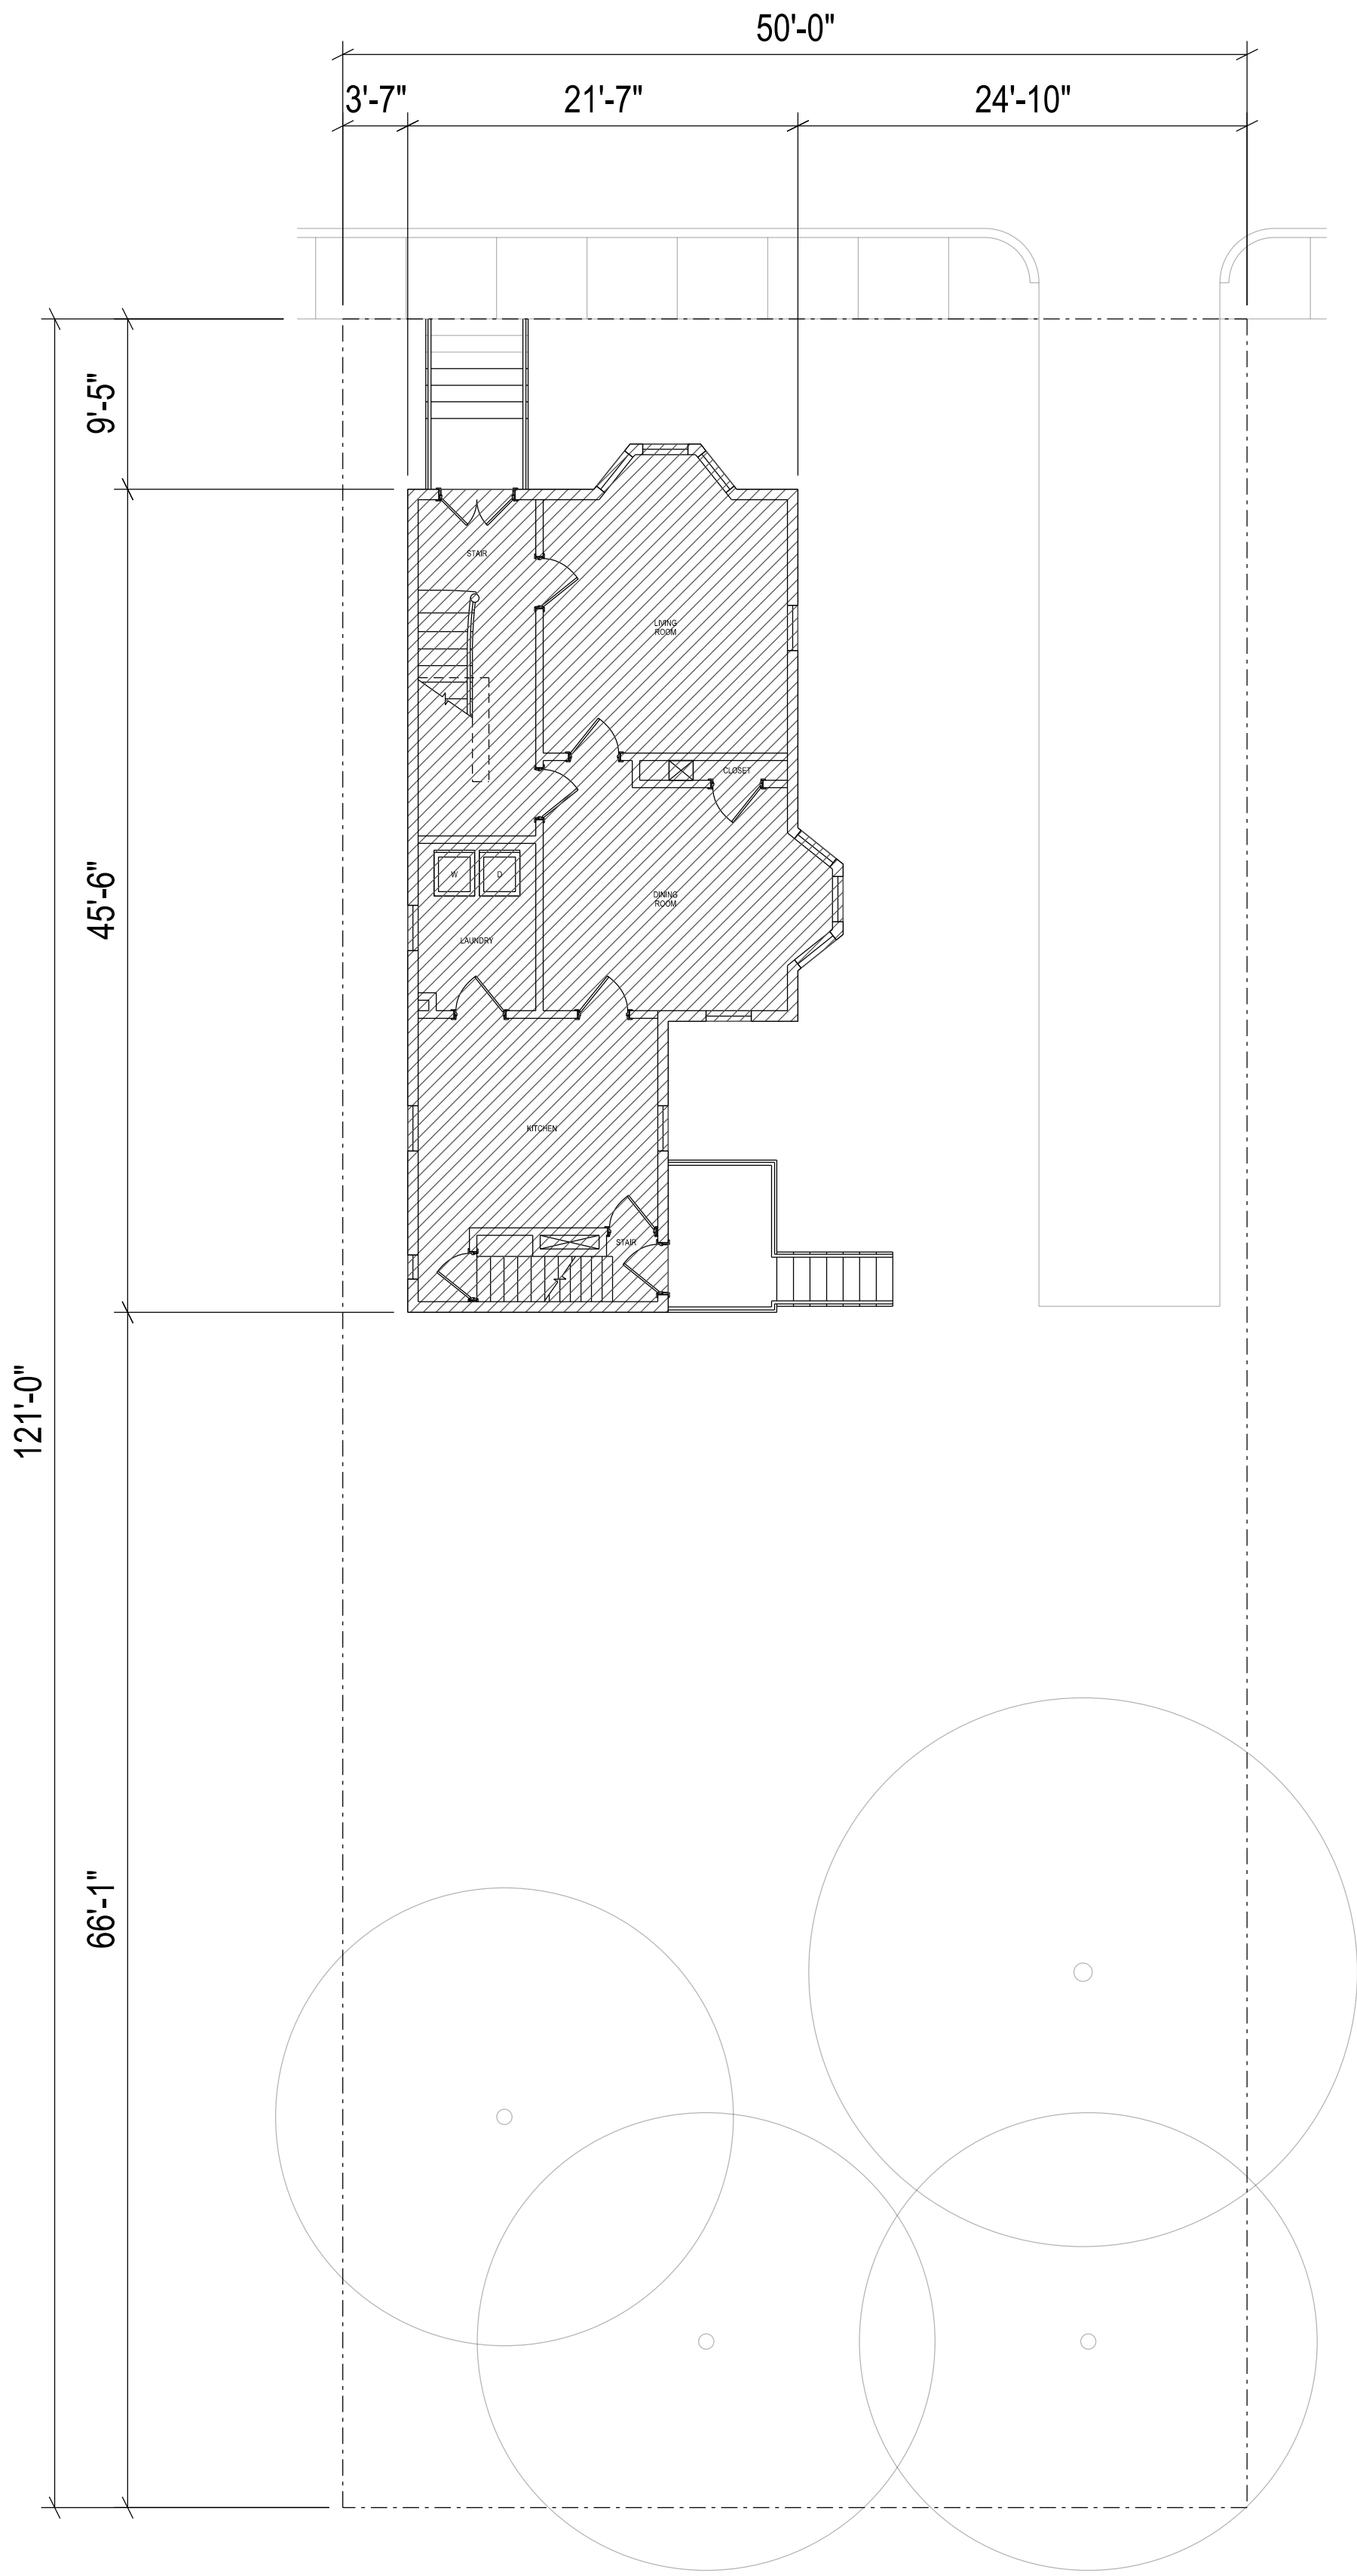 50'-0"
3'-7"
21'-7"
24'-10"
9'-5"
STAIR
LIVING
ROOM
CLOSET
45'-6"
W
D
DINING
ROOM
LAUNDRY
KITCHEN
STAIR
121'-0"
66'-1"